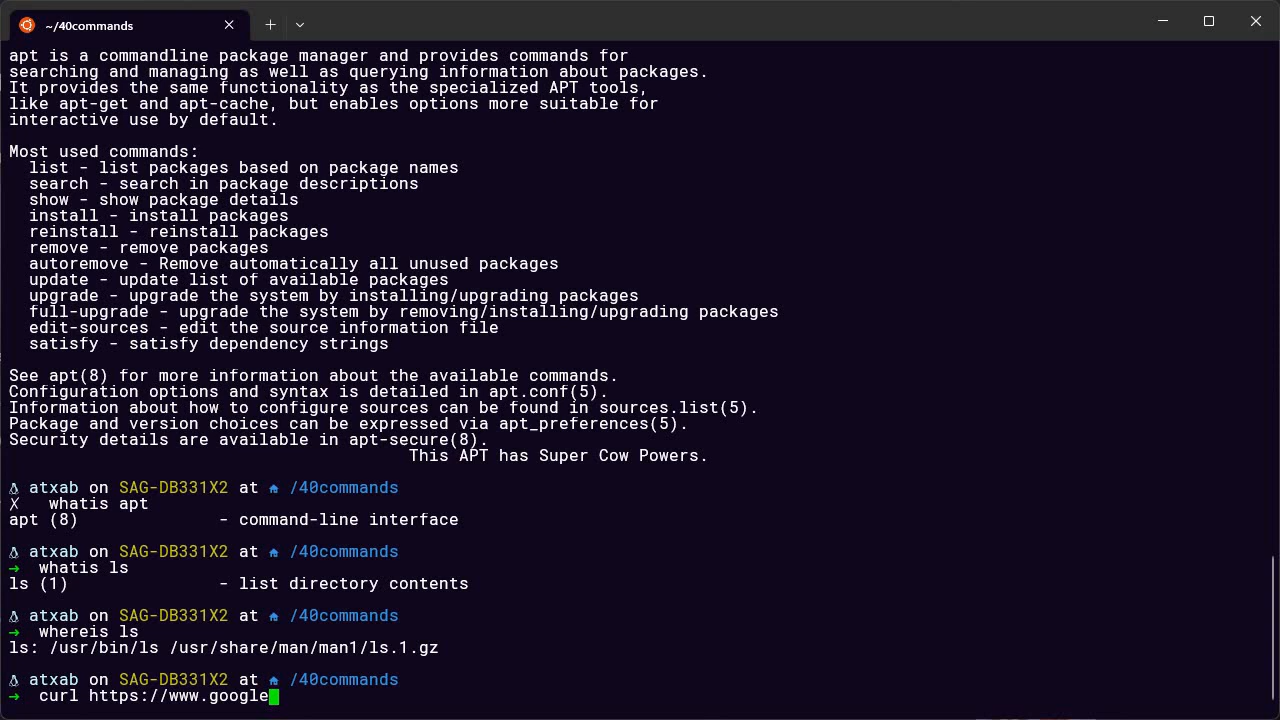 ~/40commands
apt is a commandline package manager and provides commands for
searching and managing as well as querying information about packages.
It provides the same functionality as the specialized APT tools,
like apt-get and apt-cache, but enables options more suitable for
interactive use by default.
Most used commands:
list - list packages based on package names
search - search in package descriptions
show - show package details
install - install packages
reinstall - reinstall packages
remove - remove packages
autoremove - Remove automatically all unused packages
update - update list of available packages
upgrade - upgrade the system by installing/upgrading packages
full-upgrade - upgrade the system by removing/installing/upgrading packages
edit-sources - edit the source information file
satisfy - satisfy dependency strings
See apt(8) for more information about the available commands.
Configuration options and syntax is detailed in apt.conf(5).
Information about how to configure sources can be found in sources.list(5).
Package and version choices can be expressed via apt_preferences(5).
Security details are available in apt-secure(8).
This APT has Super Cow Powers.
atxab on SAG-DB331X2 at /40commands
X whatis apt
apt (8) - command-line interface
atxab on SAG-DB331X2 at /40commands
→ whatis ls
ls (1) - list directory contents
atxab on SAG-DB331X2 at /40commands
→ whereis ls
ls: /usr/bin/ls /usr/share/man/man1/ls.1.gz
atxab on SAG-DB331X2 at /40commands
→ curl https://www.google